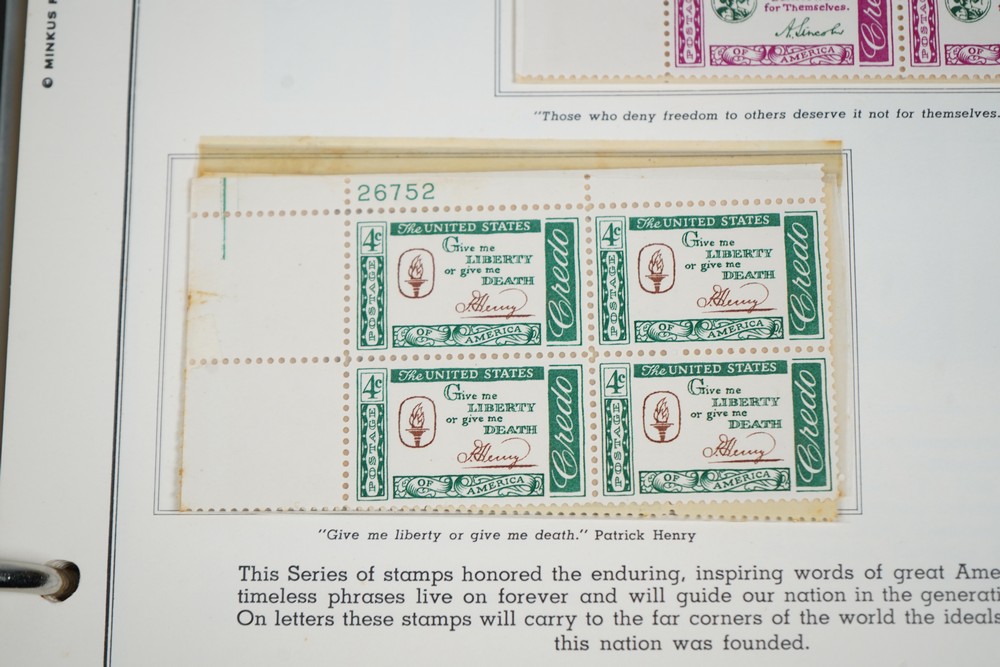 © MINKUS
for Themselves.
A. Lincoln
POSTAGE
Credo
OF AMERICA
POSTAGE
OF AMERICA
"Those who deny freedom to others deserve it not for themselves.
26752
4c
The UNITED STATES
Give me
LIBERTY
or give me
DEATH
P. Henry
POSTAGE
Credo
OF AMERICA
4c
The UNITED STATES
Give me
LIBERTY
or give me
DEATH
P. Henry
POSTAGE
Credo
OF AMERICA
4c
The UNITED STATES
Give me
LIBERTY
or give me
DEATH
P. Henry
POSTAGE
Credo
OF AMERICA
4c
The UNITED STATES
Give me
LIBERTY
or give me
DEATH
P. Henry
POSTAGE
Credo
OF AMERICA
"Give me liberty or give me death." Patrick Henry
This Series of stamps honored the enduring, inspiring words of great Ame
timeless phrases live on forever and will guide our nation in the generati
On letters these stamps will carry to the far corners of the world the ideals
this nation was founded.